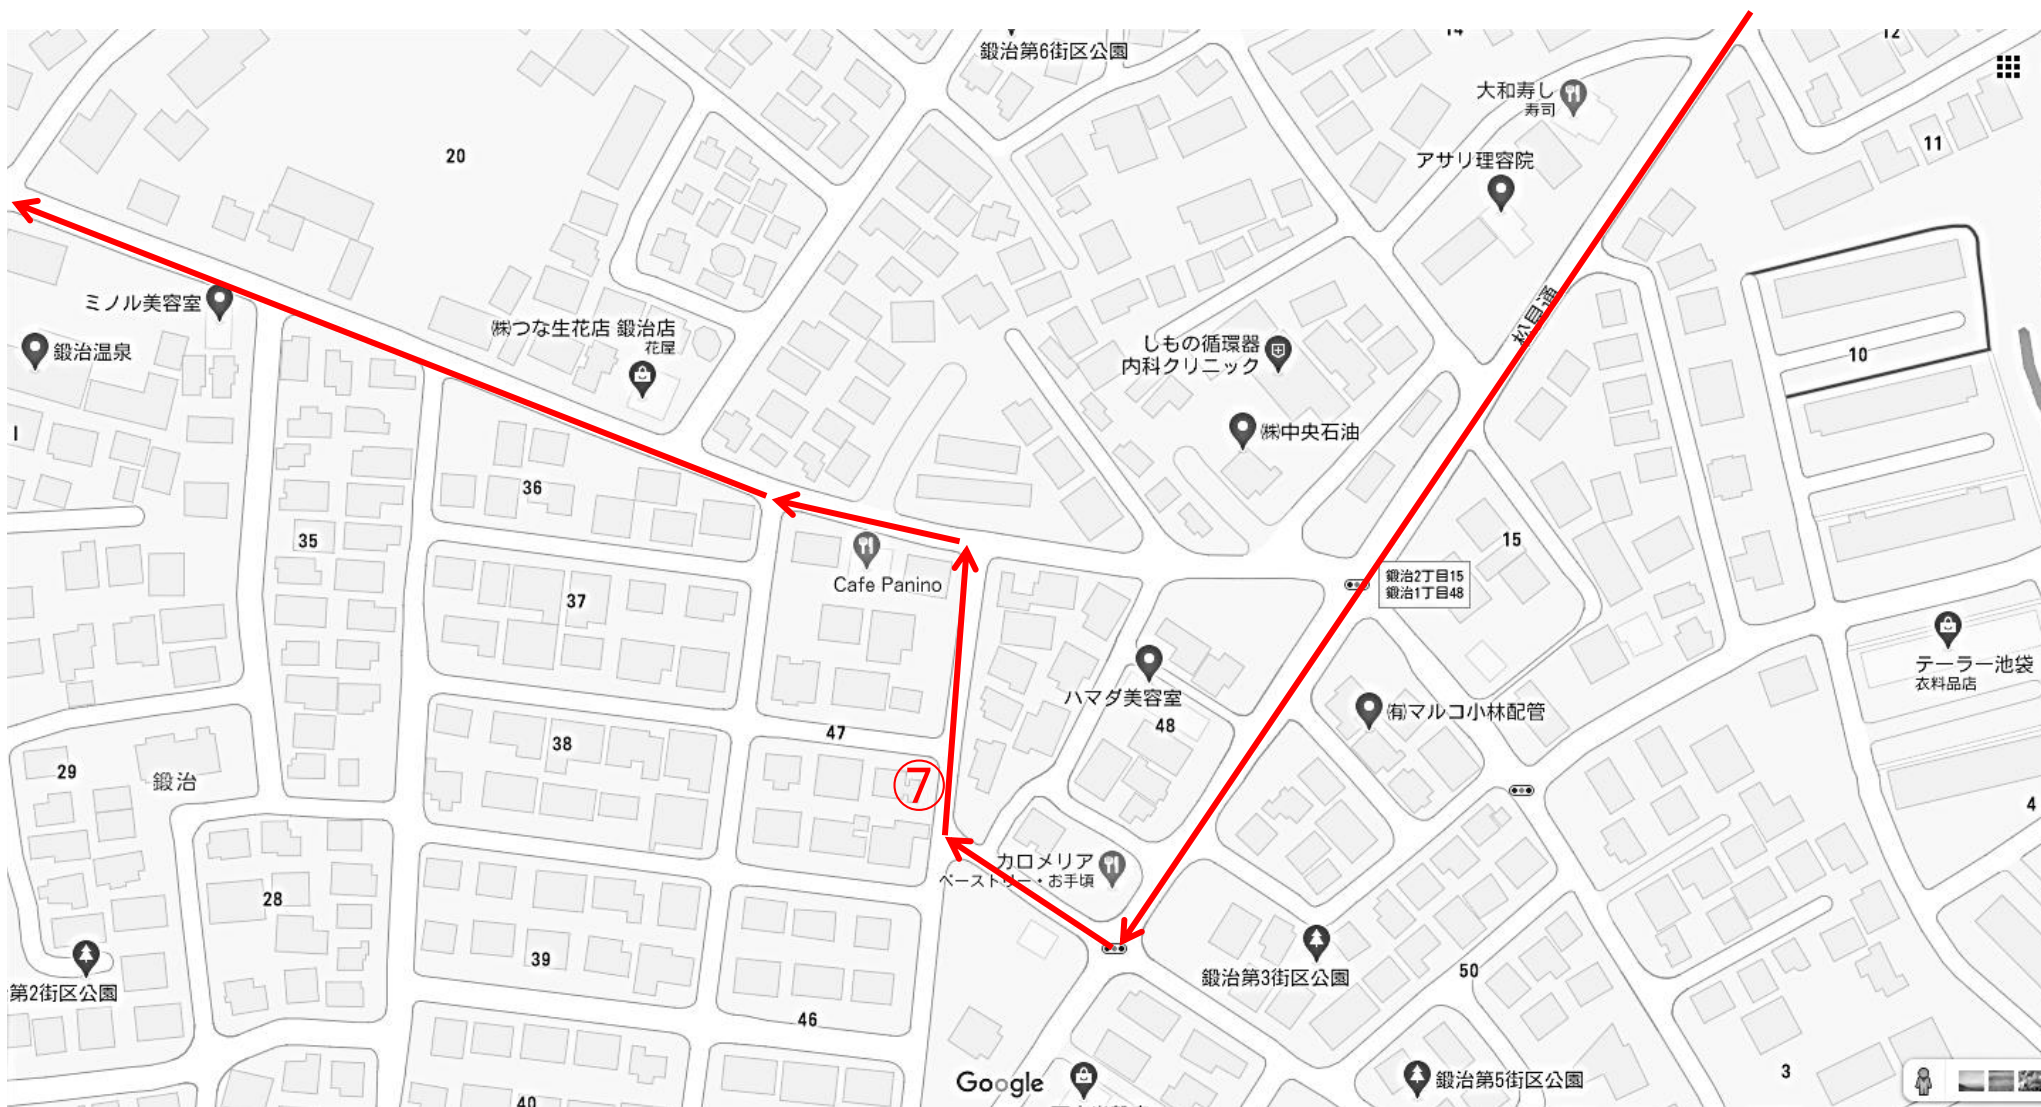 14
12
鍛治第6街区公園
大和寿し
寿司
11
20
アサリ理容院
ミノル美容室
㈱つな生花店 鍛治店
花屋
松目通
鍛治温泉
しもの循環器
内科クリニック
10
㈱中央石油
36
35
15
鍛治2丁目15
鍛治1丁目48
Cafe Panino
37
テーラー池袋
衣料品店
ハマダ美容室
㈲マルコ小林配管
48
47
38
29
鍛治
⑦
4
カロメリア
ペーストリー・お手頃
28
39
鍛治第3街区公園
50
第2街区公園
46
Google
鍛治第5街区公園
3
40